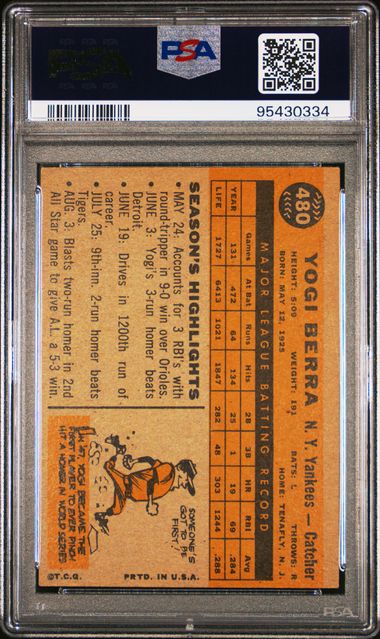 PSA
95430334
480
YOGI BERRA N. Y. Yankees — Catcher
HEIGHT: 5:09 WEIGHT: 191 BATS: L THROWS: R
BORN: MAY 12, 1925 HOME: TENAFLY, N. J.
MAJOR LEAGUE BATTING RECORD
Games At Bat Runs Hits 2B 3B HR RBI Avg
YEAR 131 472 64 134 25 1 19 69 .284
LIFE 1727 6413 1021 1847 282 48 303 1244 .288
SEASON'S HIGHLIGHTS
• MAY 24: Accounts for 3 RBI's with
round-tripper in 9-0 win over Orioles.
• JUNE 3: Yogi's 3-run homer beats
Detroit.
• JUNE 19: Drives in 1200th run of
career.
• JULY 25: 9th-inn. 2-run homer beats
Tigers.
• AUG 3: Blasts two-run homer in 2nd
All Star game to give A.L. a 5-3 win.
SOMEONE'S
GOT TO BE
FIRST!
IN '47, YOGI BECAME THE
FIRST PLAYER TO EVER PINCH
HIT A HOMER IN WORLD SERIES
©T.C.G. PRTD. IN U.S.A.